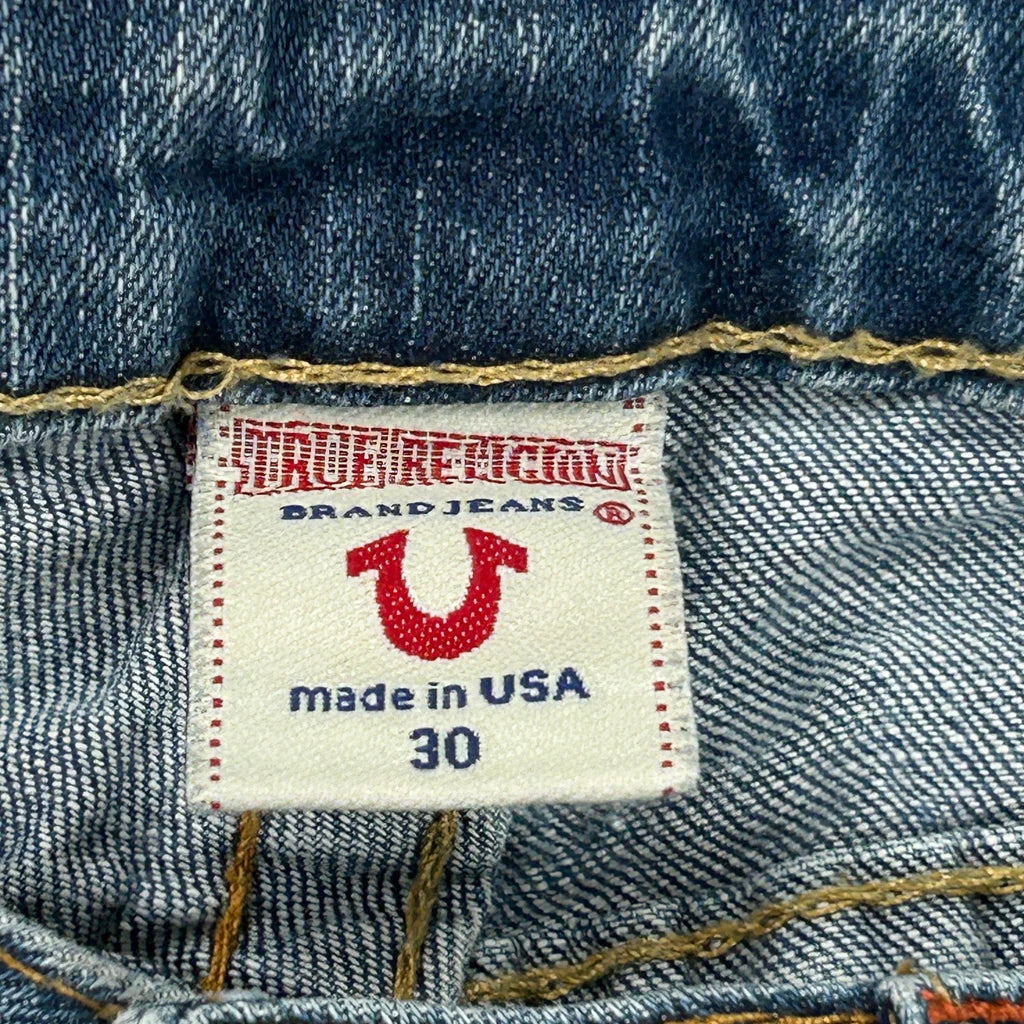 TRUE RELIGION
BRAND JEANS ®
made in USA
30